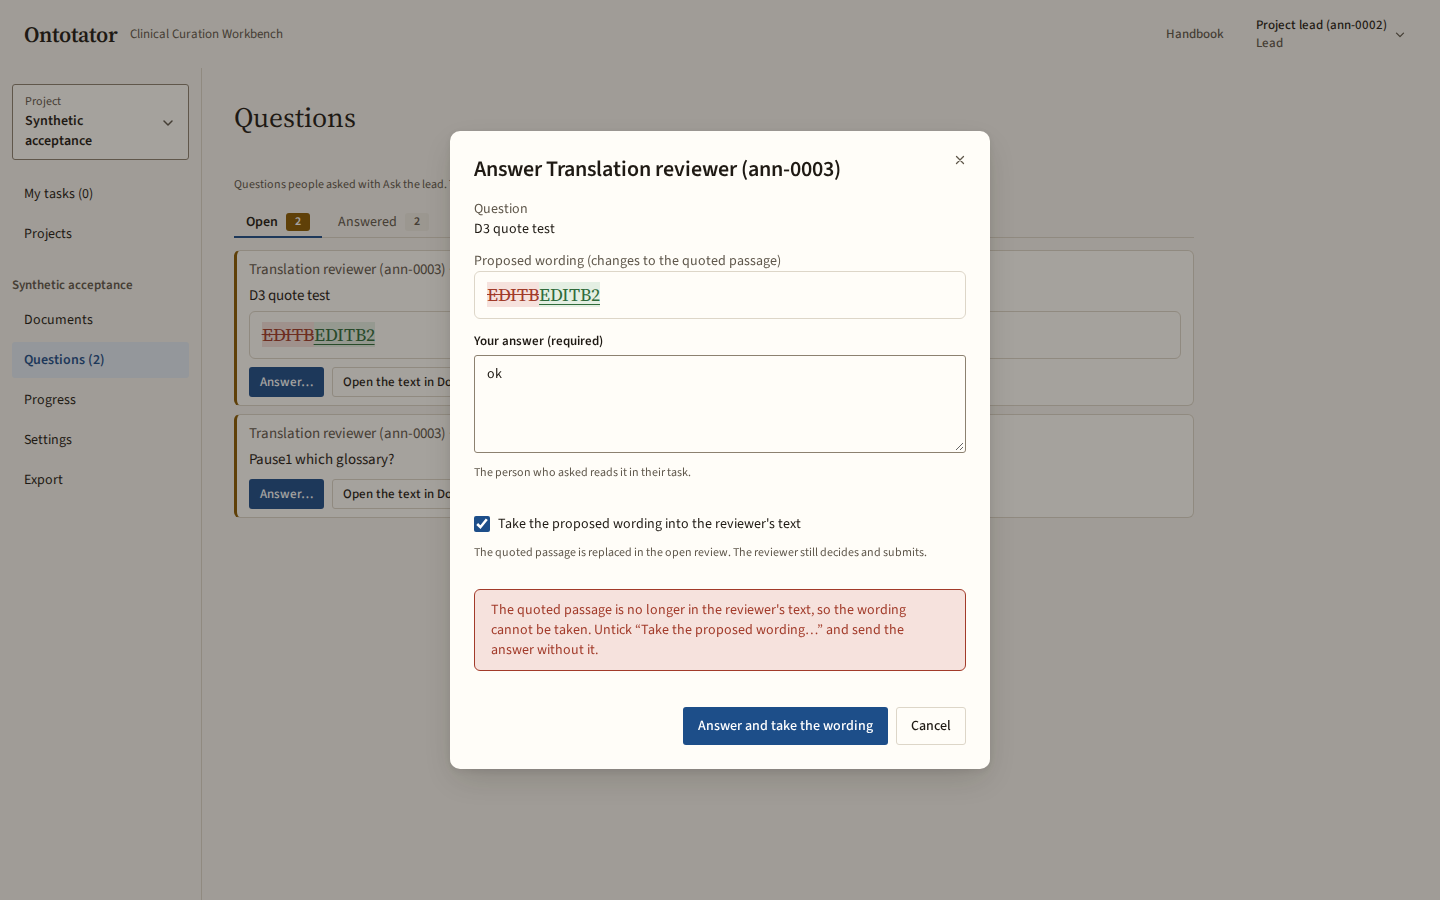 Ontotator Clinical Curation Workbench
Handbook
Project lead (ann-0002)
Lead
Project
Synthetic
acceptance
My tasks (0)
Projects
Synthetic acceptance
Documents
Questions (2)
Progress
Settings
Export
Questions
Questions people asked with Ask the lead.
Open 2 Answered 2
Translation reviewer (ann-0003)
D3 quote test
EDITBEDITB2
Answer... Open the text in Do
Translation reviewer (ann-0003)
Pause1 which glossary?
Answer... Open the text in Do
Answer Translation reviewer (ann-0003)
Question
D3 quote test
Proposed wording (changes to the quoted passage)
EDITBEDITB2
Your answer (required)
ok
The person who asked reads it in their task.
Take the proposed wording into the reviewer's text
The quoted passage is replaced in the open review. The reviewer still decides and submits.
The quoted passage is no longer in the reviewer's text, so the wording
cannot be taken. Untick “Take the proposed wording…” and send the
answer without it.
Answer and take the wording Cancel